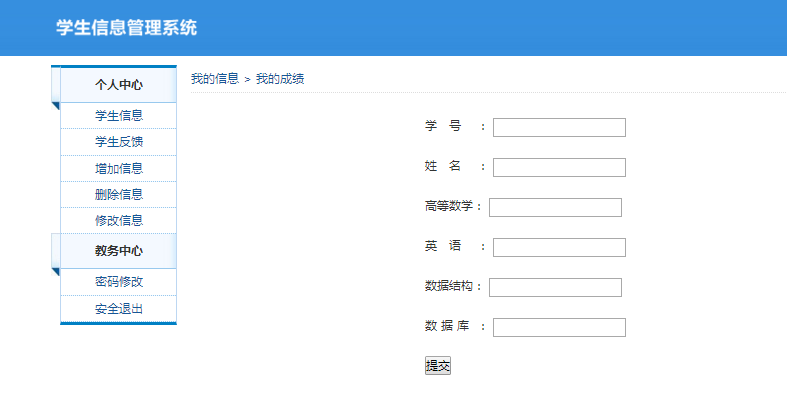 学生信息管理系统
个人中心
学生信息
学生反馈
增加信息
删除信息
修改信息
教务中心
密码修改
安全退出
我的信息 > 我的成绩
学 号 :
姓 名 :
高等数学 :
英 语 :
数据结构 :
数 据 库 :
提交